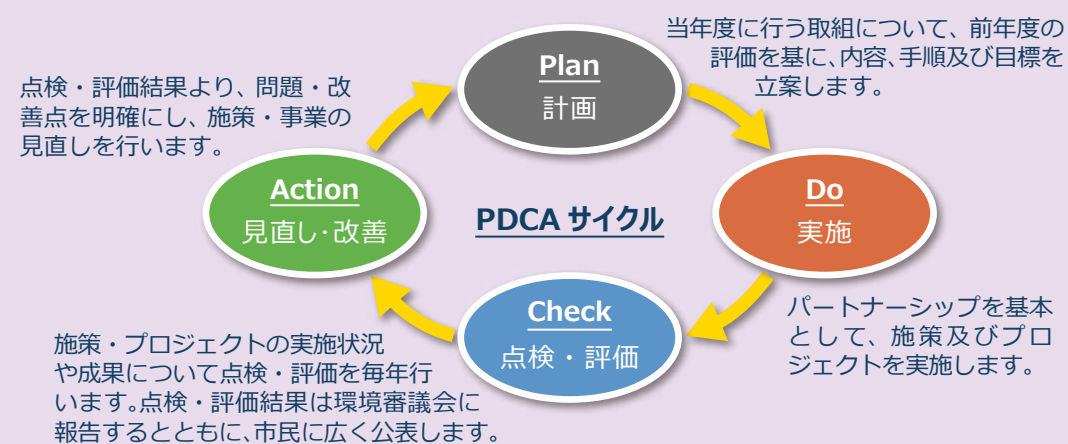 Plan
計画
当年度に行う取組について、前年度の
評価を基に、内容、手順及び目標を
立案します。
点検・評価結果より、問題・改
善点を明確にし、施策・事業の
見直しを行います。
Action
見直し・改善
PDCA サイクル
Do
実施
Check
点検・評価
パートナーシップを基本
として、施策及びプロ
ジェクトを実施します。
施策・プロジェクトの実施状況
や成果について点検・評価を毎年行
います。点検・評価結果は環境審議会に
報告するとともに、市民に広く公表します。